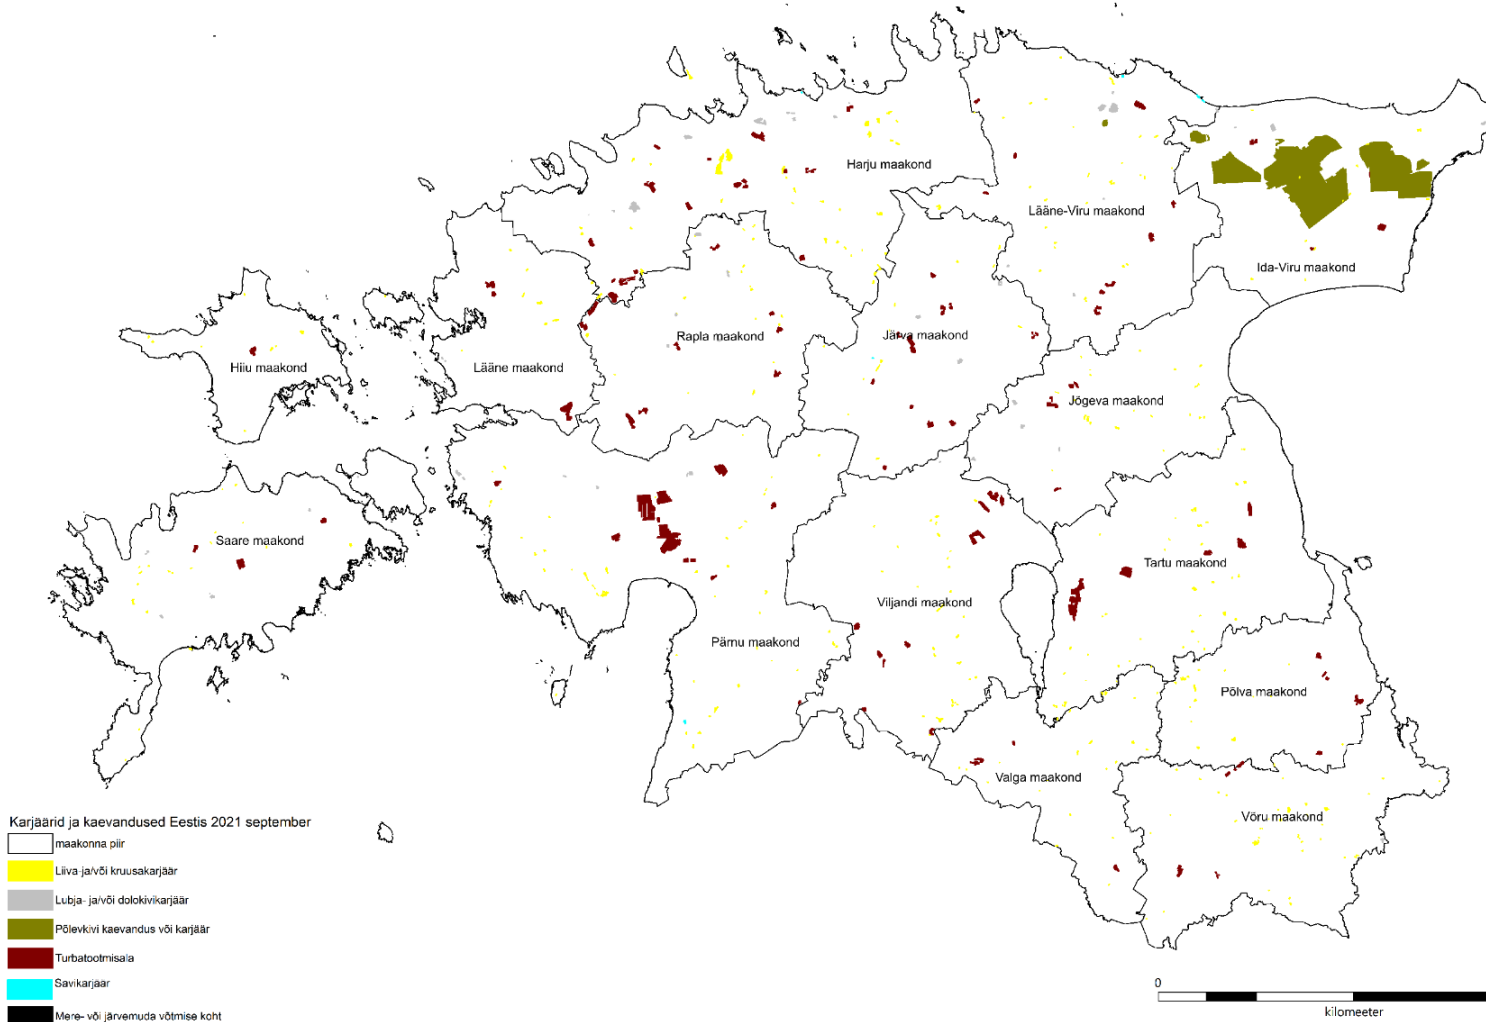 Harju maakond
Lääne-Viru maakond
Ida-Viru maakond
Rapla maakond
Järva maakond
Hiiu maakond
Lääne maakond
Jõgeva maakond
Saare maakond
Tartu maakond
Viljandi maakond
Pärnu maakond
Põlva maakond
Valga maakond
Võru maakond
Karjäärid ja kaevandused Eestis 2021 september
maakonna piir
Liiva-ja/või kruusakarjäär
Lubja- ja/või dolokivikarjäär
Põlevkivi kaevandus või karjäär
Turbatootmisala
Savikarjäär
Mere- või järvemuda võtmise koht
0
kilomeeter